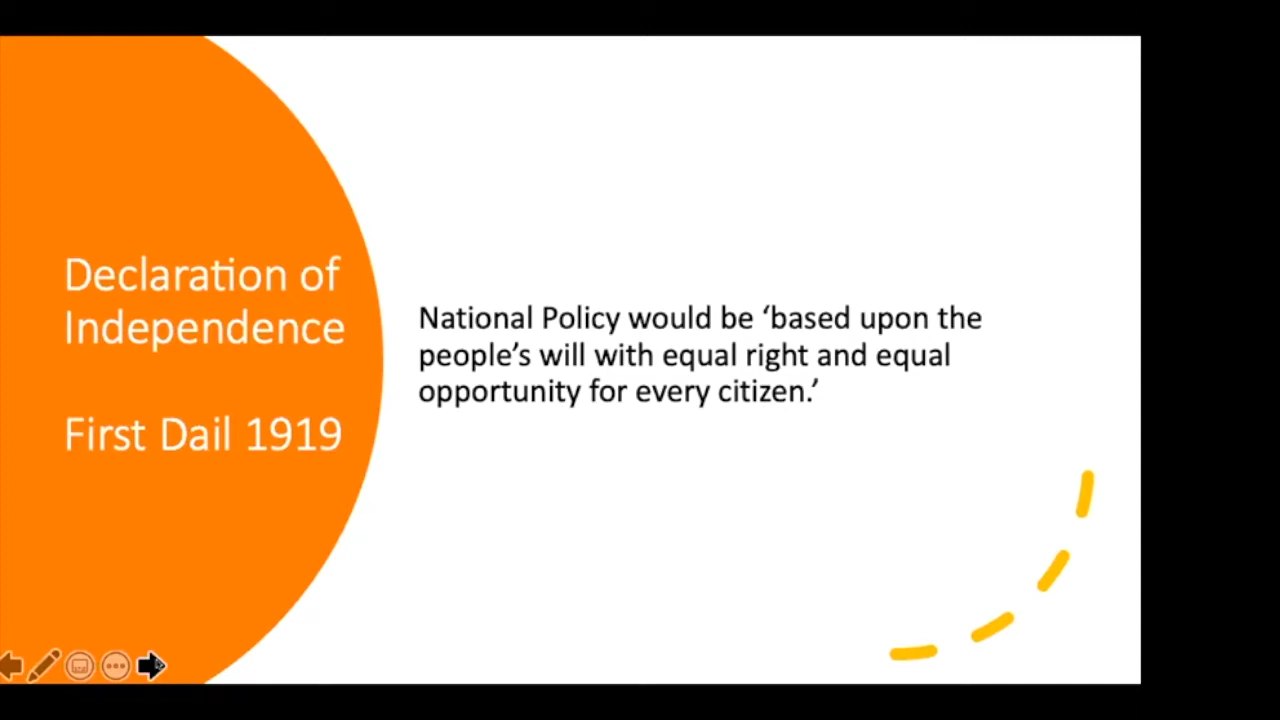 Declaration of
Independence
First Dail 1919
National Policy would be ‘based upon the
people’s will with equal right and equal
opportunity for every citizen.’